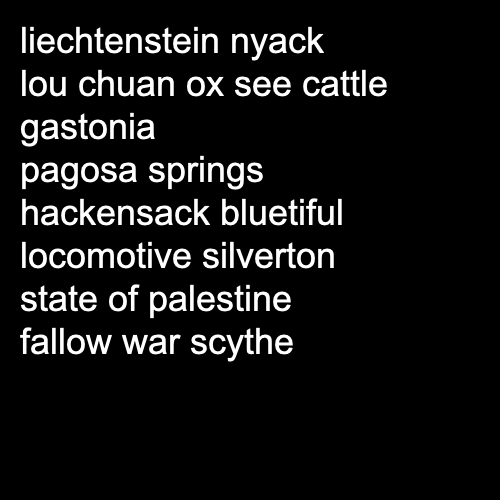 liechtenstein nyack
lou chuan ox see cattle
gastonia
pagosa springs
hackensack bluetiful
locomotive silverton
state of palestine
fallow war scythe